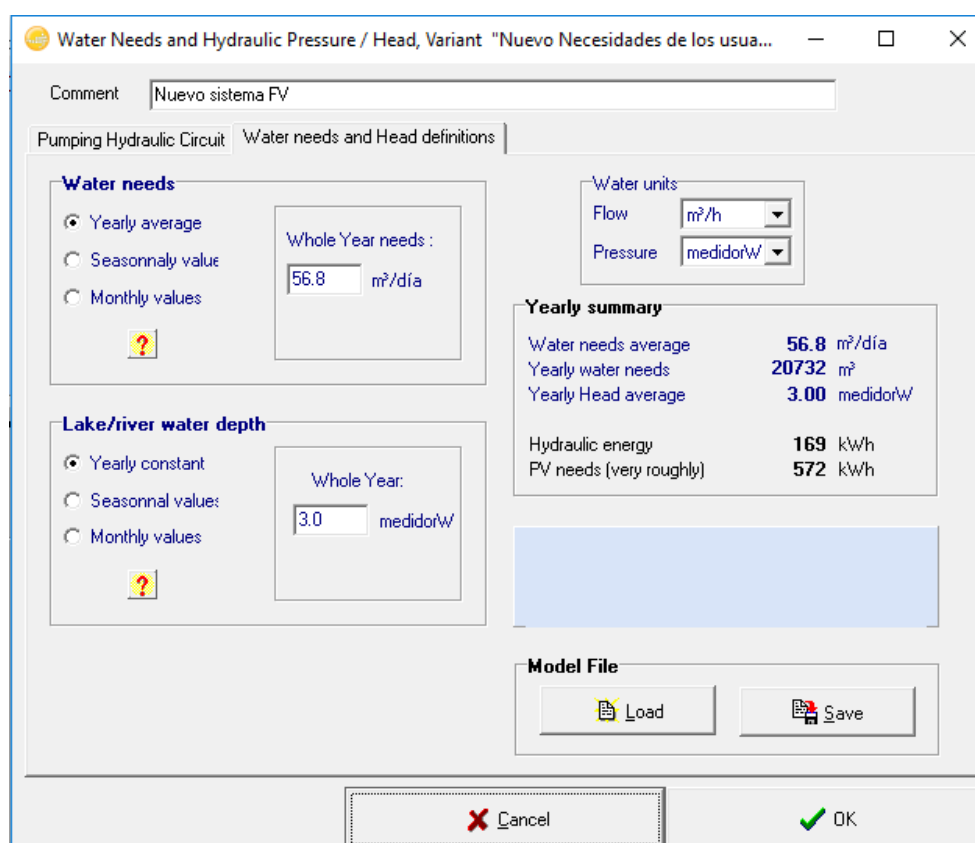 Water Needs and Hydraulic Pressure / Head, Variant "Nuevo Necesidades de los usua...
Comment Nuevo sistema FV
Pumping Hydraulic Circuit Water needs and Head definitions
Water needs
Yearly average
Seasonnaly value
Monthly values
?
Whole Year needs :
56.8 m³/día
Water units
Flow m³/h
Pressure medidorW
Yearly summary
Water needs average 56.8 m³/día
Yearly water needs 20732 m³
Yearly Head average 3.00 medidorW
Hydraulic energy 169 kWh
PV needs (very roughly) 572 kWh
Lake/river water depth
Yearly constant
Seasonnal values
Monthly values
?
Whole Year:
3.0 medidorW
Model File
Load Save
Cancel OK